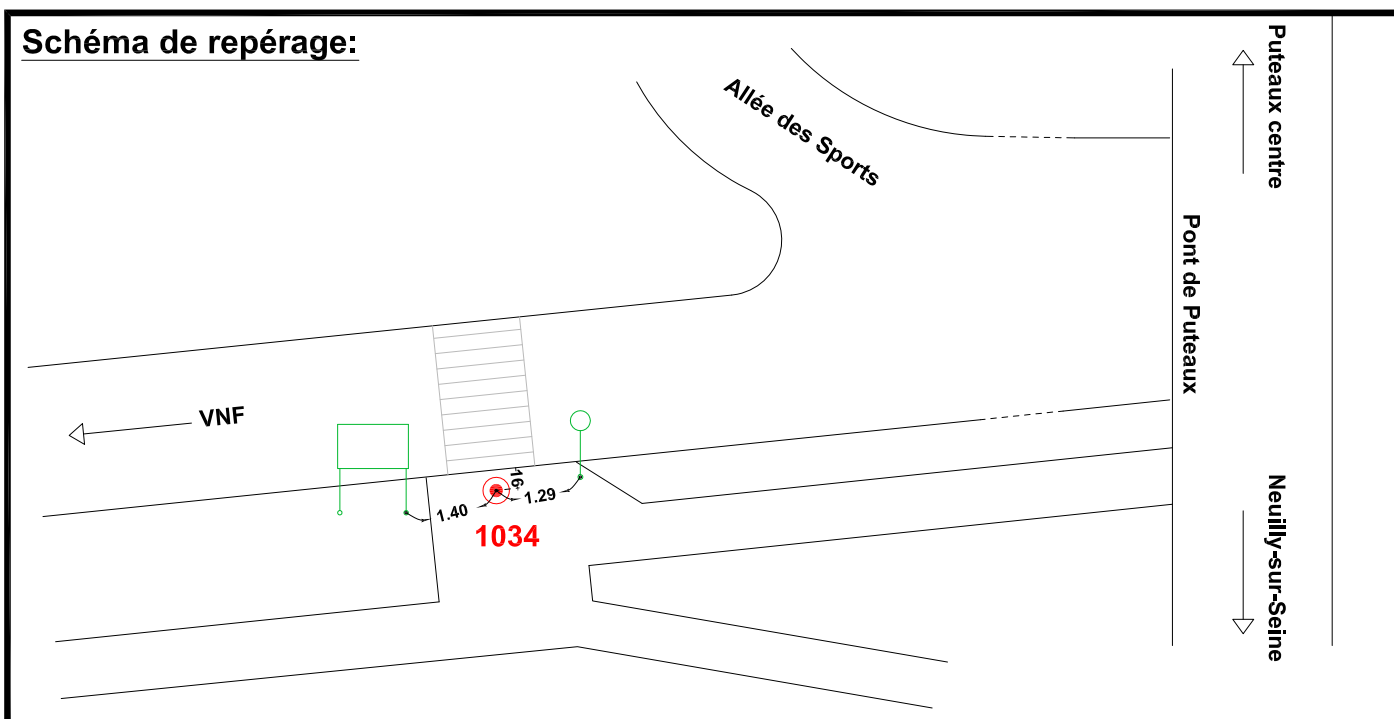 Schéma de repérage:
Allée des Sports
Puteaux centre
Pont de Puteaux
VNF
16
1.29
1.40
1034
Neuilly-sur-Seine